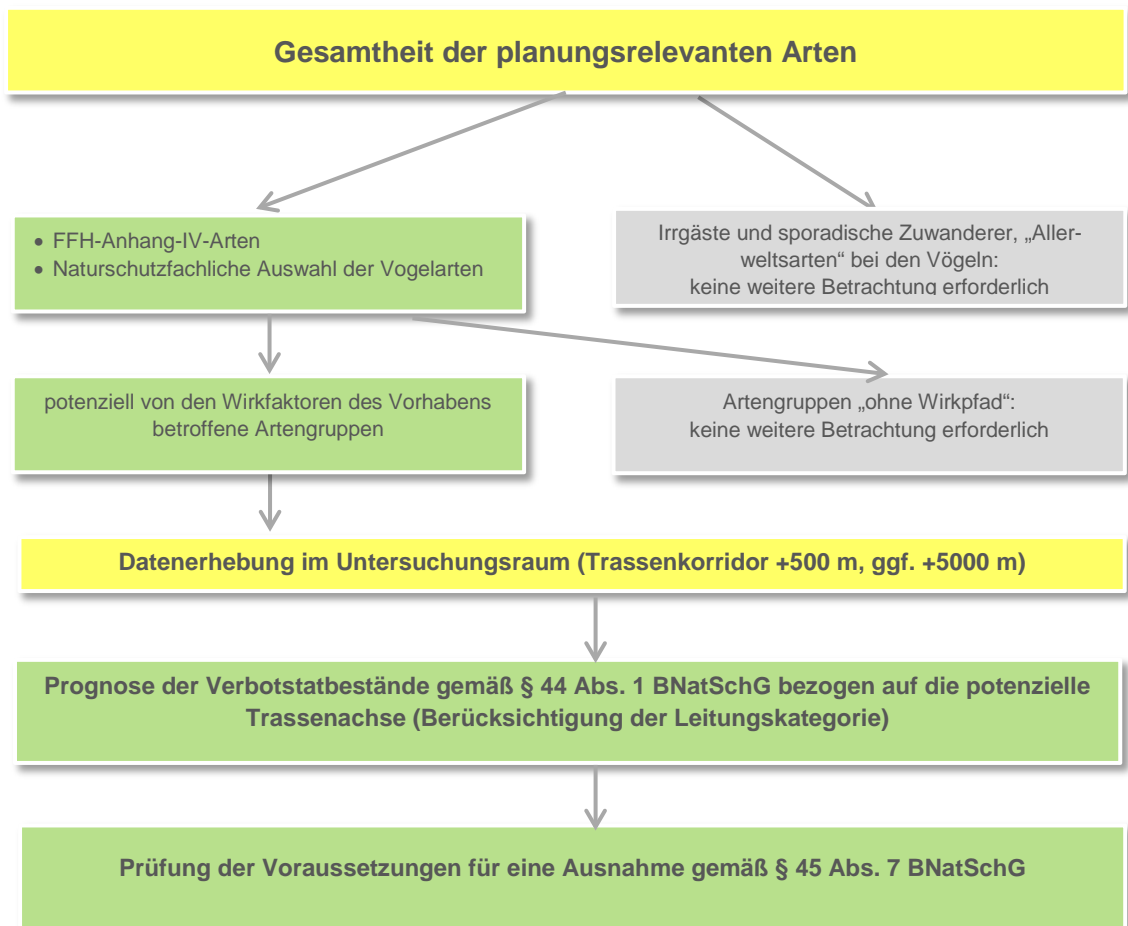 Gesamtheit der planungsrelevanten Arten
• FFH-Anhang-IV-Arten
• Naturschutzfachliche Auswahl der Vogelarten
Irrgäste und sporadische Zuwanderer, „Aller-
weltsarten“ bei den Vögeln:
keine weitere Betrachtung erforderlich
potenziell von den Wirkfaktoren des Vorhabens
betroffene Artengruppen
Artengruppen „ohne Wirkpfad“:
keine weitere Betrachtung erforderlich
Datenerhebung im Untersuchungsraum (Trassenkorridor +500 m, ggf. +5000 m)
Prognose der Verbotstatbestände gemäß § 44 Abs. 1 BNatSchG bezogen auf die potenzielle
Trassenachse (Berücksichtigung der Leitungskategorie)
Prüfung der Voraussetzungen für eine Ausnahme gemäß § 45 Abs. 7 BNatSchG